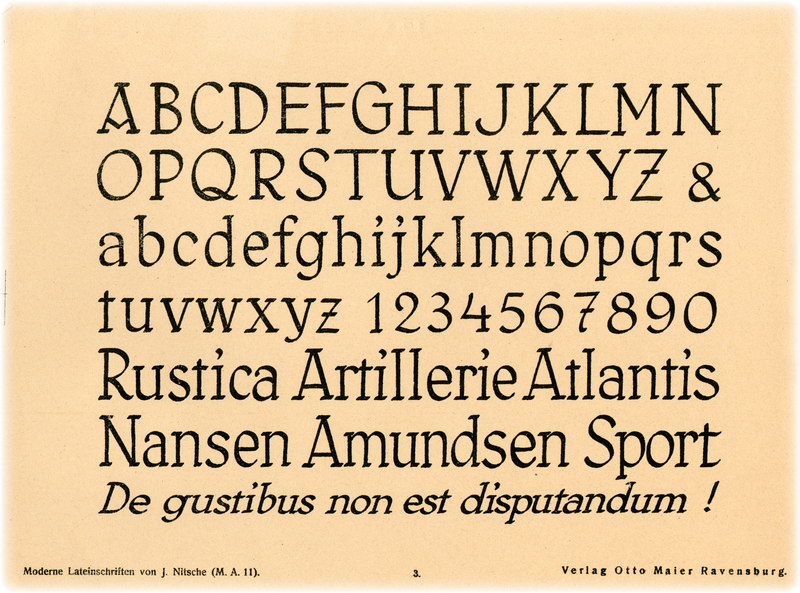 ABCDEFGHIJKLMN
OPQRSTUVWXYZ &
abcdefghijklmnopqrs
tuvwxyz 1234567890
Rustica Artillerie Atlantis
Nansen Amundsen Sport
De gustibus non est disputandum !
Moderne Lateinschriften von J. Nitsche (M. A. 11).
3.
Verlag Otto Maier Ravensburg.